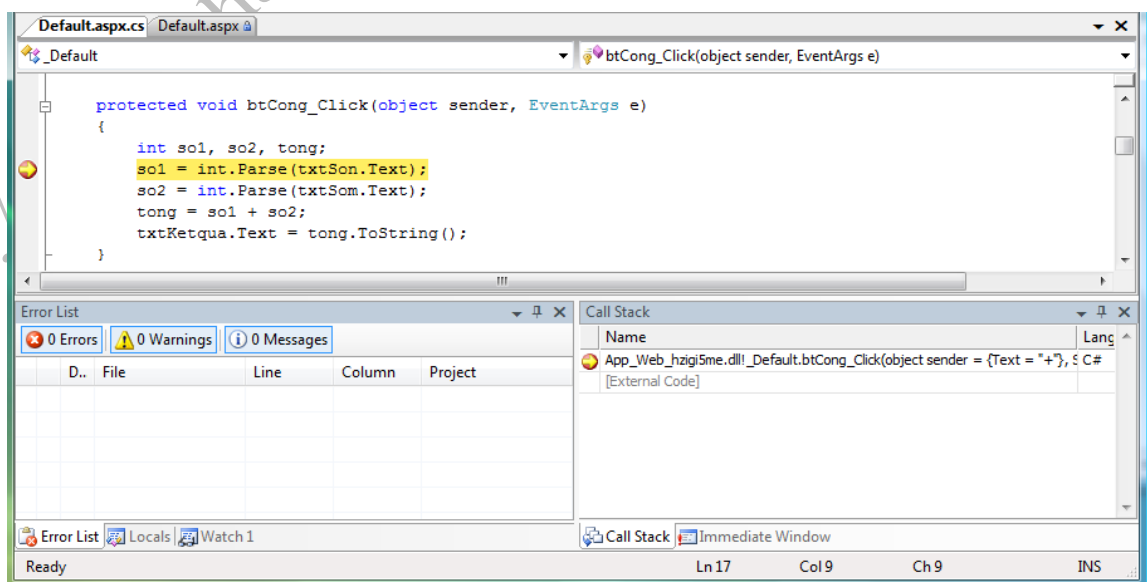 Default.aspx.cs Default.aspx
_Default btCong_Click(object sender, EventArgs e)
protected void btCong_Click(object sender, EventArgs e)
{
int so1, so2, tong;
so1 = int.Parse(txtSon.Text);
so2 = int.Parse(txtSom.Text);
tong = so1 + so2;
txtKetqua.Text = tong.ToString();
}
Error List
0 Errors 0 Warnings 0 Messages
D.. File Line Column Project
Call Stack
Name Lang
App_Web_hzigi5me.dll!_Default.btCong_Click(object sender = {Text = "+"}, S C#
[External Code]
Error List Locals Watch 1
Call Stack Immediate Window
Ready Ln 17 Col 9 Ch 9 INS